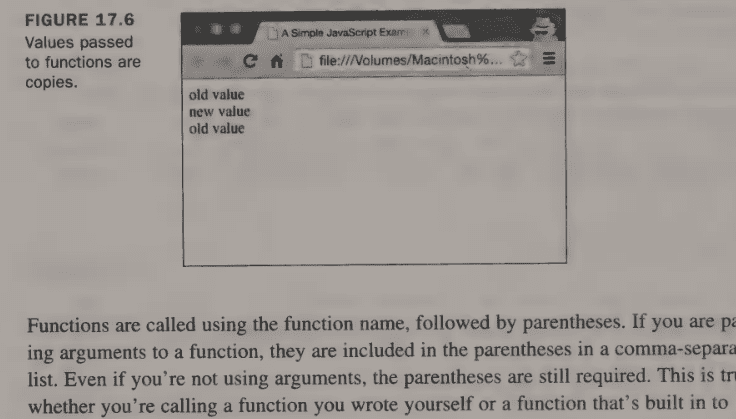 FIGURE 17.6
Values passed
to functions are
copies.
A Simple JavaScript Exam
file:///Volumes/Macintosh%...
old value
new value
old value
Functions are called using the function name, followed by parentheses. If you are pa
ing arguments to a function, they are included in the parentheses in a comma-separa
list. Even if you're not using arguments, the parentheses are still required. This is tru
whether you're calling a function you wrote yourself or a function that's built in to